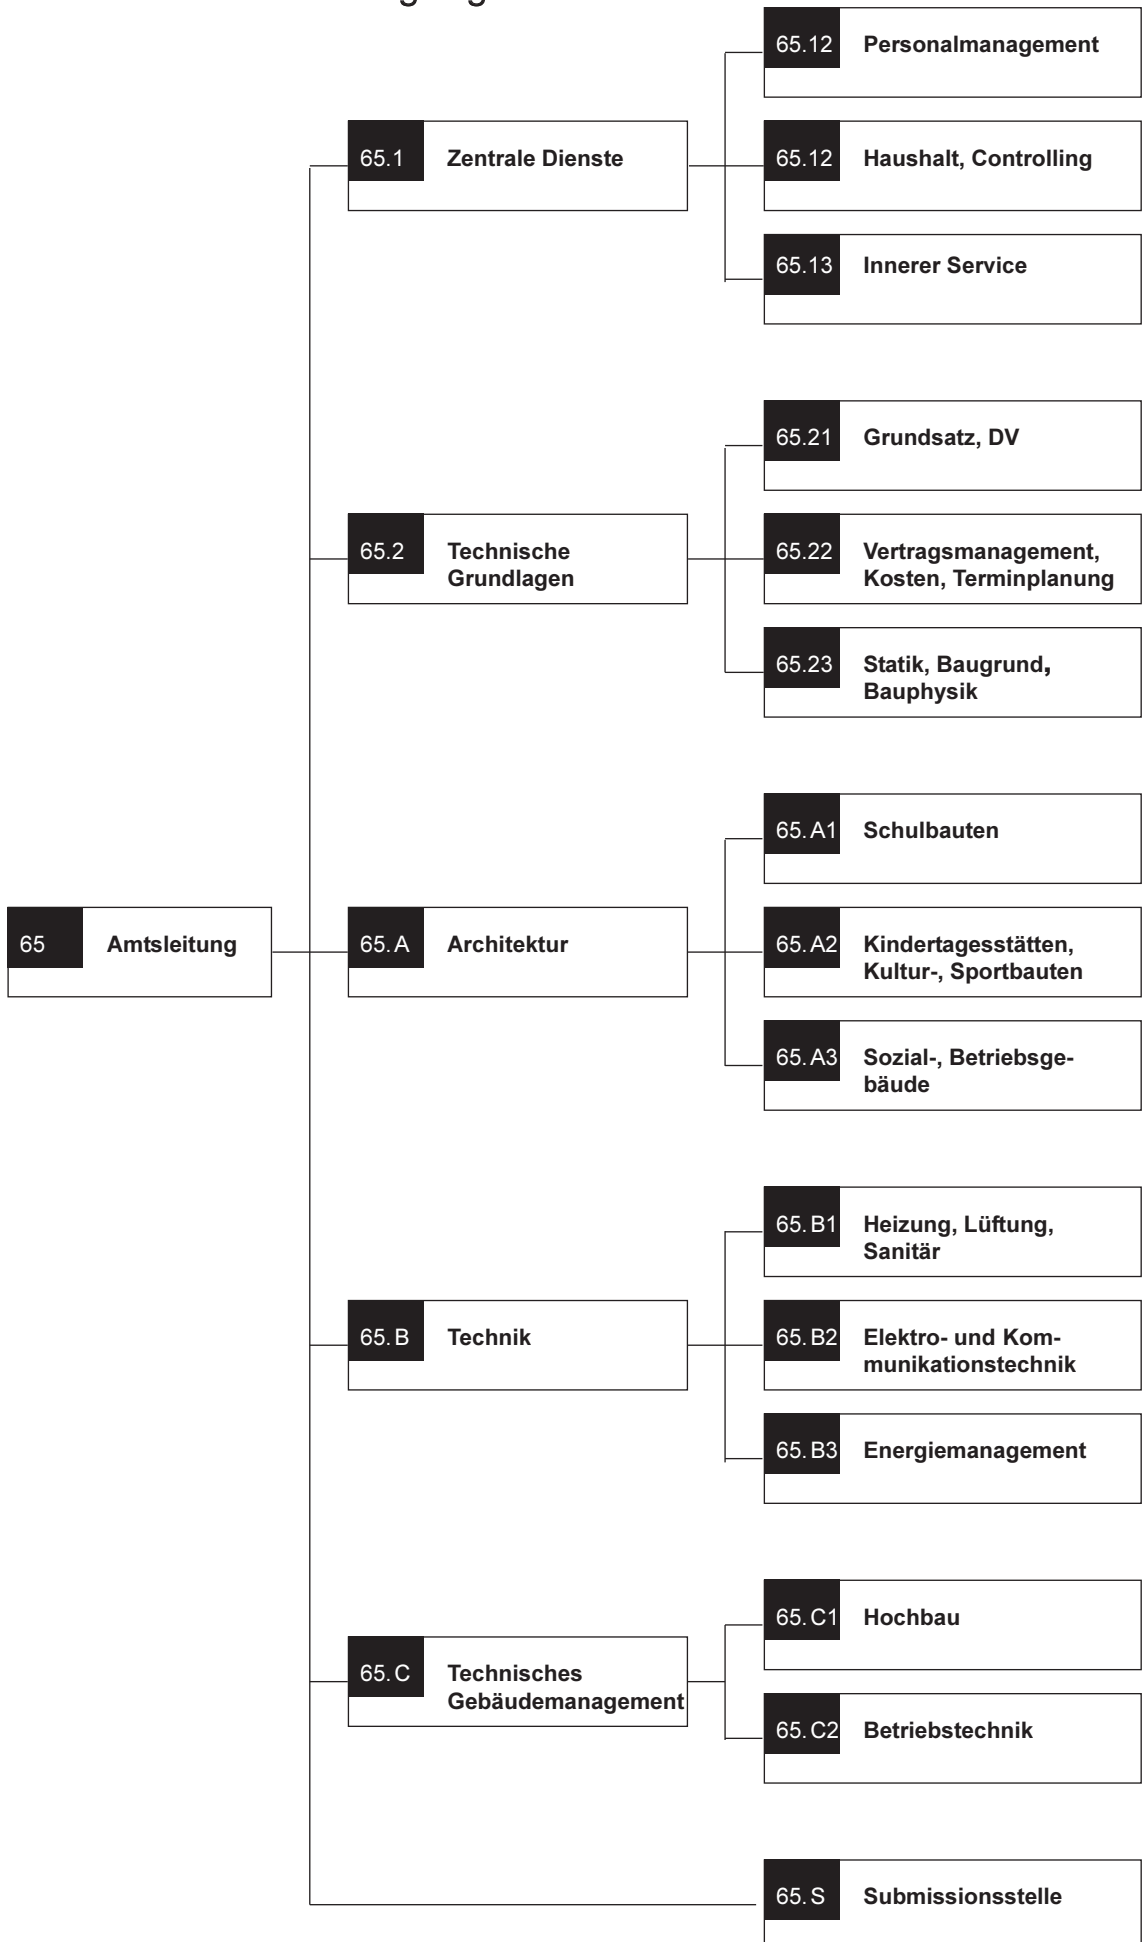 65.12 Personalmanagement
65.1 Zentrale Dienste
65.12 Haushalt, Controlling
65.13 Innerer Service
65.21 Grundsatz, DV
65.2 Technische
Grundlagen
65.22 Vertragsmanagement,
Kosten, Terminplanung
65.23 Statik, Baugrund,
Bauphysik
65.A1 Schulbauten
65 Amtsleitung
65.A Architektur
65.A2 Kindertagesstätten,
Kultur-, Sportbauten
65.A3 Sozial-, Betriebsge-
bäude
65.B1 Heizung, Lüftung,
Sanitär
65.B Technik
65.B2 Elektro- und Kom-
munikationstechnik
65.B3 Energiemanagement
65.C1 Hochbau
65.C Technisches
Gebäudemanagement
65.C2 Betriebstechnik
65.S Submissionsstelle